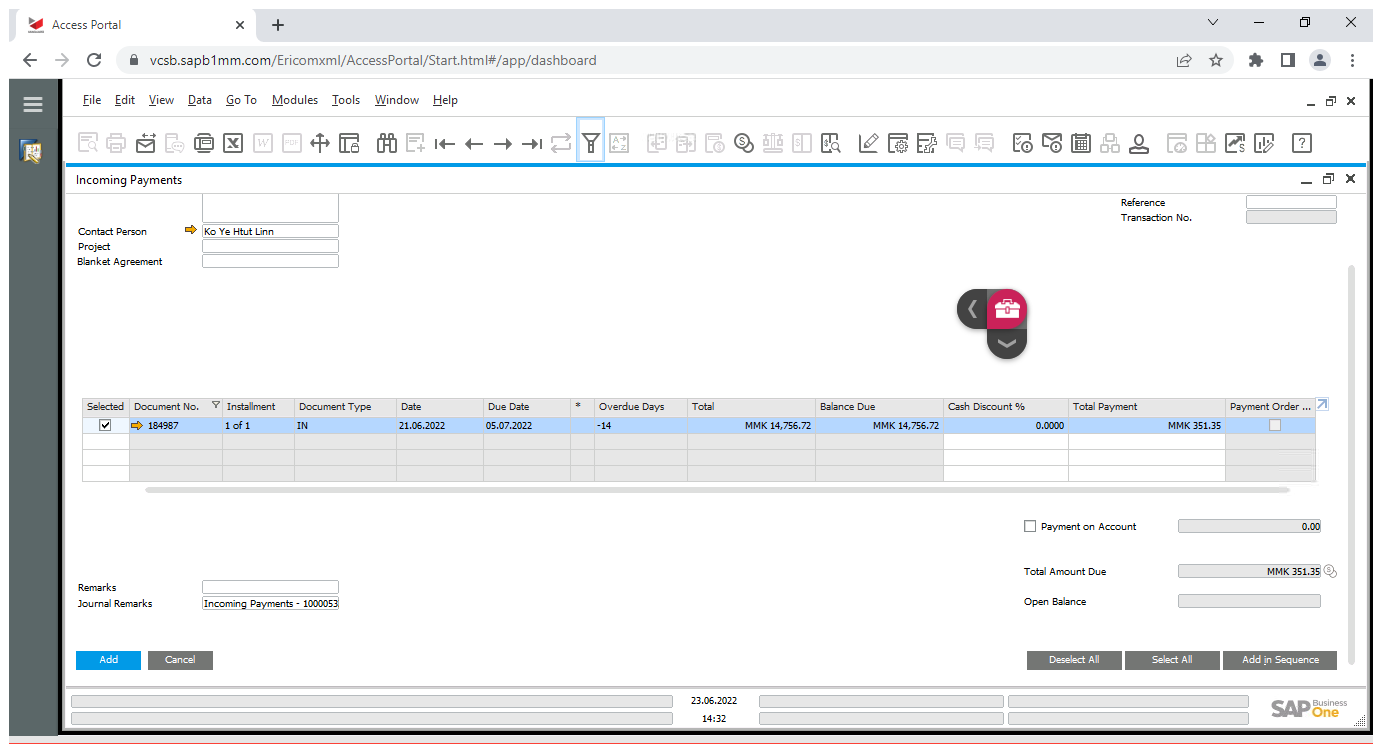 Access Portal
vcsb.sapb1mm.com/Ericomxml/AccessPortal/Start.html#/app/dashboard
File Edit View Data Go To Modules Tools Window Help
Incoming Payments
Reference
Transaction No.
Contact Person Ko Ye Htut Linn
Project
Blanket Agreement
Selected Document No. Installment Document Type Date Due Date * Overdue Days Total Balance Due Cash Discount % Total Payment Payment Order ...
184987 1 of 1 IN 21.06.2022 05.07.2022 -14 MMK 14,756.72 MMK 14,756.72 0.0000 MMK 351.35
Payment on Account 0.00
Total Amount Due MMK 351.35
Remarks
Journal Remarks Incoming Payments - 1000053
Open Balance
Add Cancel Deselect All Select All Add in Sequence
23.06.2022
14:32
SAP Business One